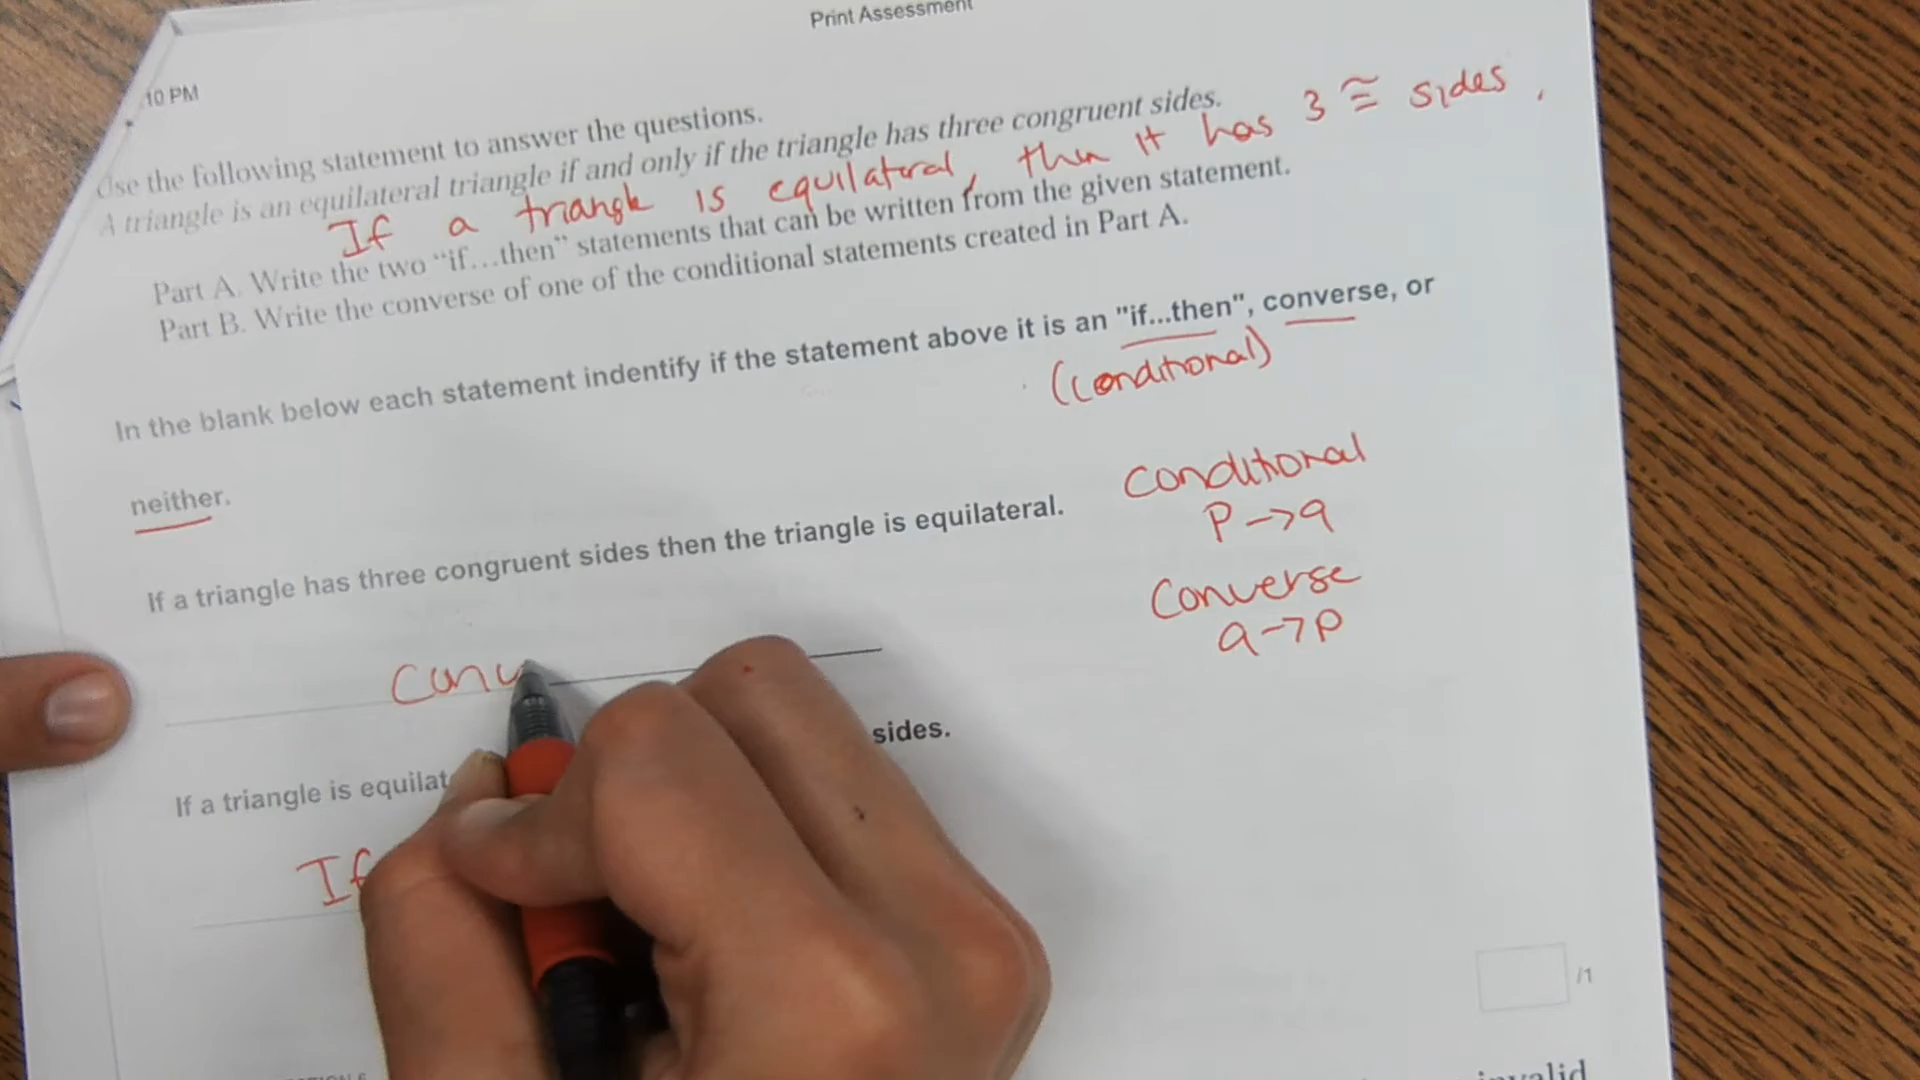 Print Assessment
10 PM
Use the following statement to answer the questions.
A triangle is an equilateral triangle if and only if the triangle has three congruent sides.
If a triangle is equilateral, then it has 3 ≅ sides.
Part A. Write the two “if…then” statements that can be written from the given statement.
Part B. Write the converse of one of the conditional statements created in Part A.
In the blank below each statement indentify if the statement above it is an "if...then", converse, or
(conditional)
neither.
Conditional
p→q
If a triangle has three congruent sides then the triangle is equilateral.
Converse
q→p
Conv
If a triangle is equilat
sides.
If
/1
invalid